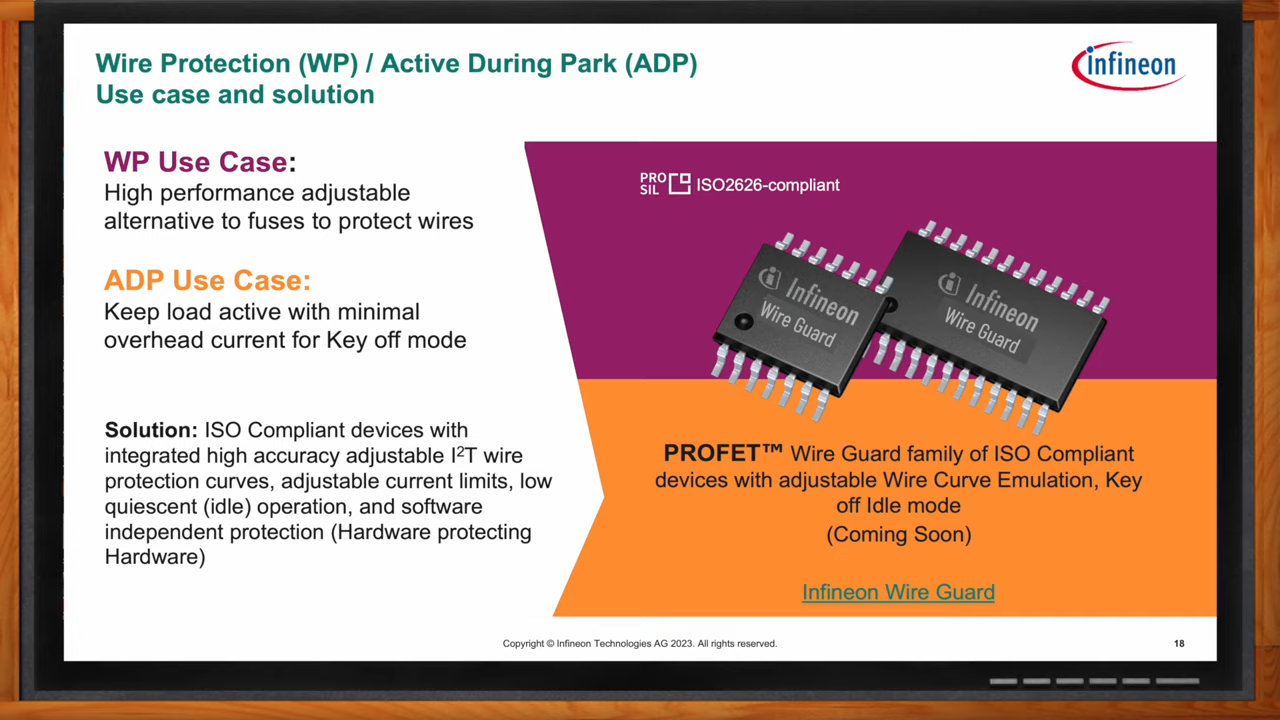 Wire Protection (WP) / Active During Park (ADP)
Use case and solution
infineon
WP Use Case:
High performance adjustable
alternative to fuses to protect wires
ADP Use Case:
Keep load active with minimal
overhead current for Key off mode
Solution: ISO Compliant devices with
integrated high accuracy adjustable I²T wire
protection curves, adjustable current limits, low
quiescent (idle) operation, and software
independent protection (Hardware protecting
Hardware)
PRO
SIL
ISO2626-compliant
Infineon
Wire Guard
Infineon
Wire Guard
PROFET™ Wire Guard family of ISO Compliant
devices with adjustable Wire Curve Emulation, Key
off Idle mode
(Coming Soon)
Infineon Wire Guard
Copyright © Infineon Technologies AG 2023. All rights reserved.
18